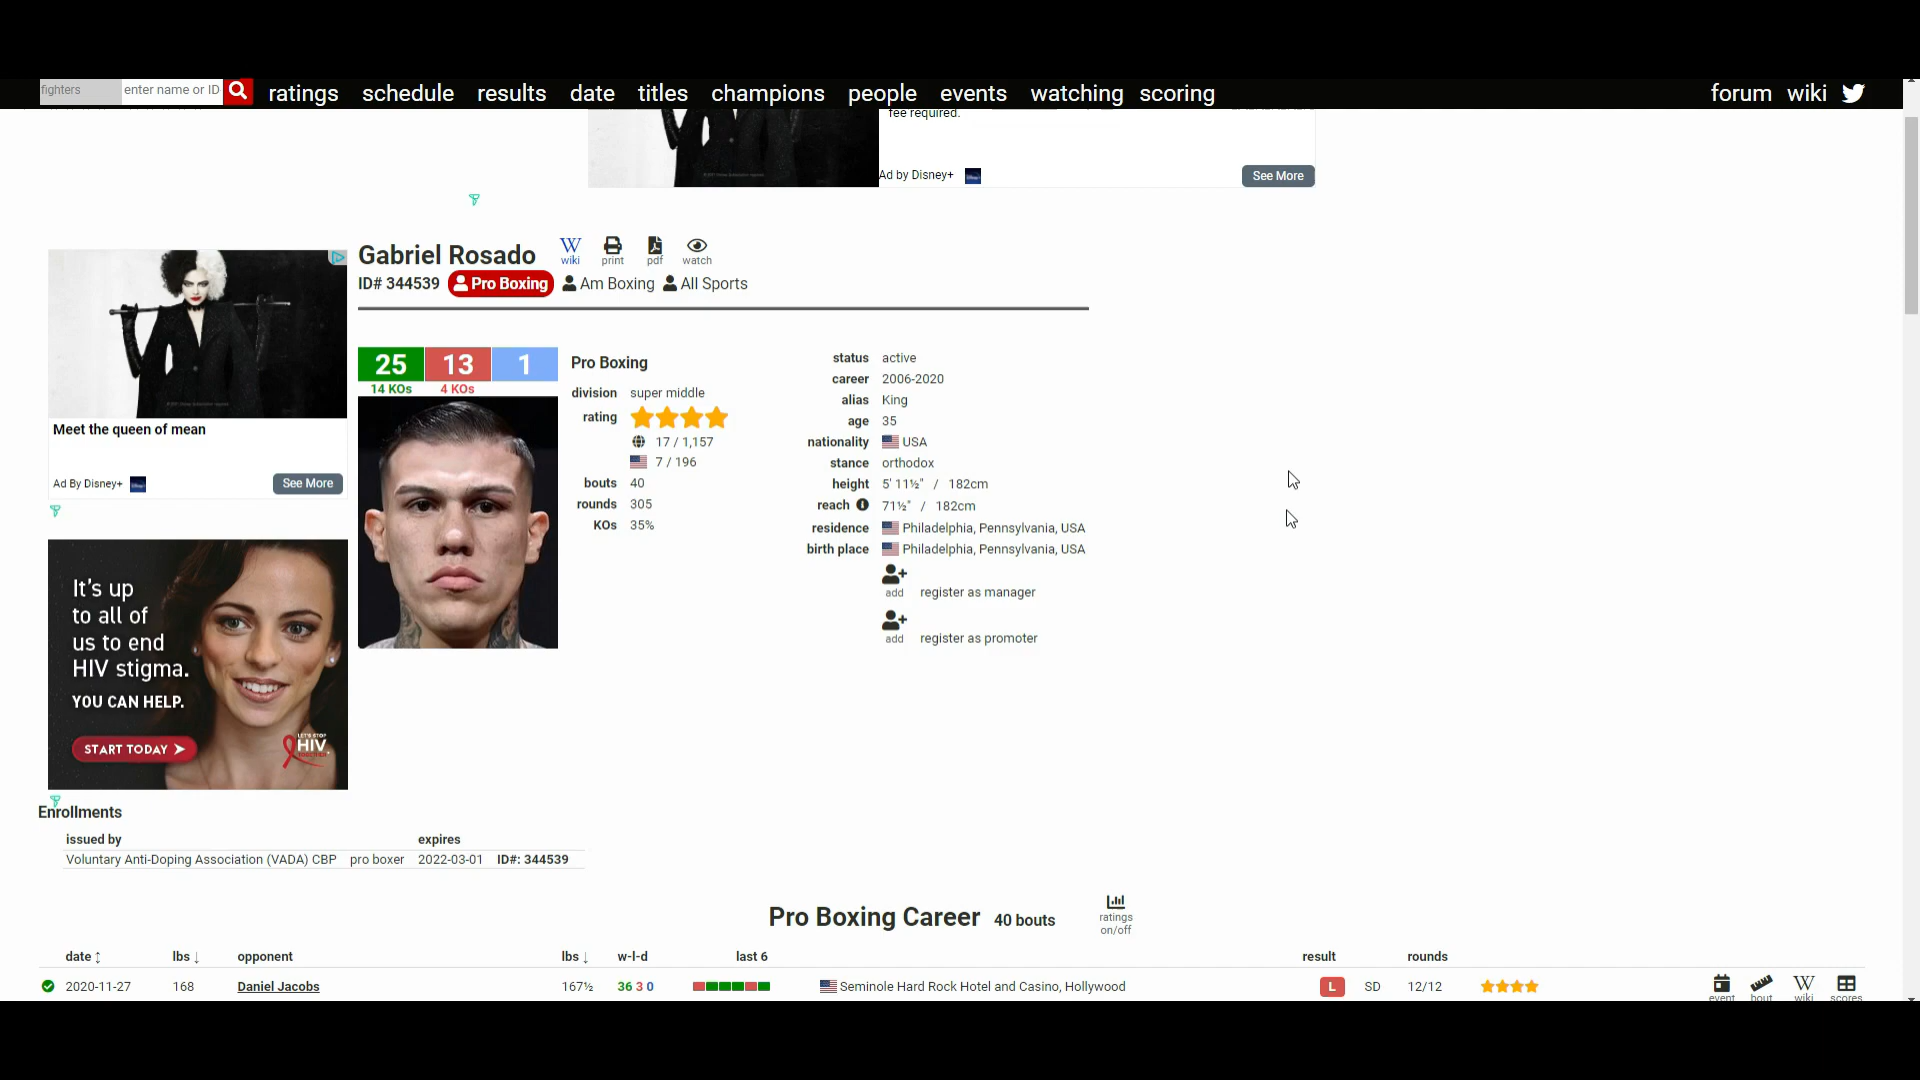 fighters
enter name or ID
ratings schedule results date titles champions people events watching scoring
forum wiki
fee required.
Ad by Disney+
See More
Gabriel Rosado
wiki print pdf watch
ID# 344539 Pro Boxing Am Boxing All Sports
Meet the queen of mean
Ad By Disney+
See More
25 13 1
14 KOs 4 KOs
Pro Boxing
division super middle
rating
17 / 1,157
7 / 196
bouts 40
rounds 305
KOs 35%
status active
career 2006-2020
alias King
age 35
nationality USA
stance orthodox
height 5' 11½" / 182cm
reach 71½" / 182cm
residence Philadelphia, Pennsylvania, USA
birth place Philadelphia, Pennsylvania, USA
add register as manager
add register as promoter
It's up
to all of
us to end
HIV stigma.
YOU CAN HELP.
START TODAY
LET'S STOP
HIV
TOGETHER
Enrollments
issued by expires
Voluntary Anti-Doping Association (VADA) CBP pro boxer 2022-03-01 ID#: 344539
Pro Boxing Career 40 bouts
ratings
on/off
date lbs opponent lbs w-l-d last 6 result rounds
2020-11-27 168 Daniel Jacobs 167½ 36 3 0 Seminole Hard Rock Hotel and Casino, Hollywood L SD 12/12
event bout wiki scores